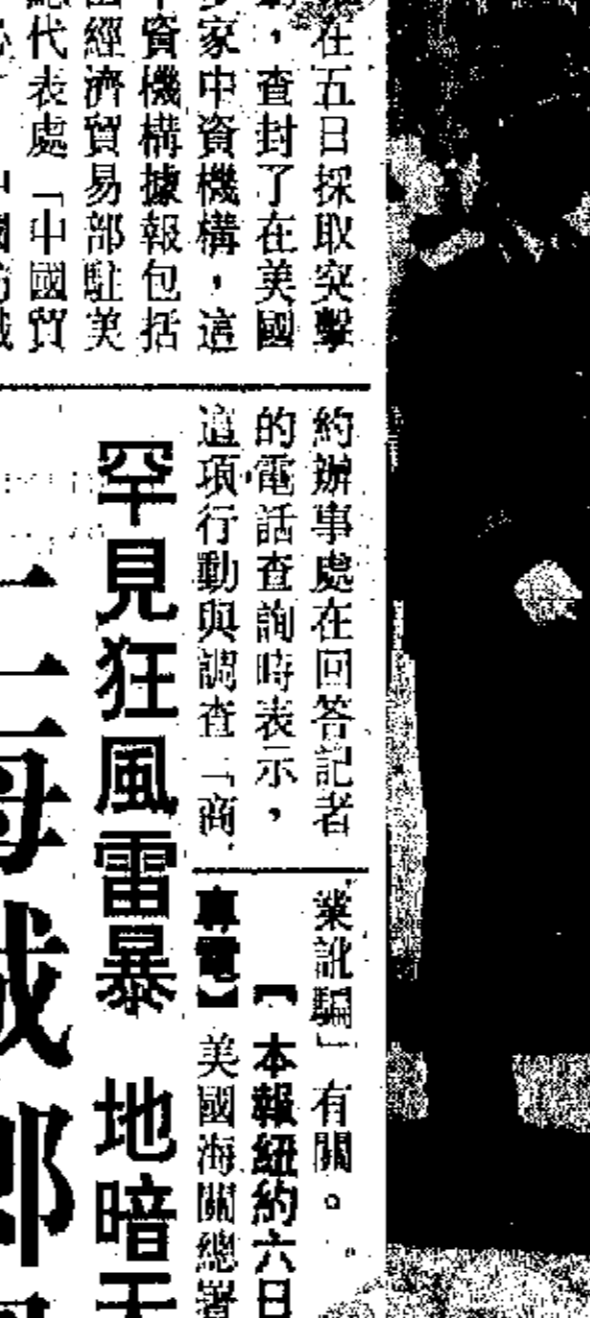 在五日採取突擊
，查封了在美國
家中資機構，這
資機構據報包括
經濟貿易部駐美
代表處「中國貿
約辦事處在回答記者
的電話查詢時表示，
這項行動與調查「商
業訛騙」有關。
【本報紐約六日
專電】美國海關總署
罕見狂風雷暴 地暗天